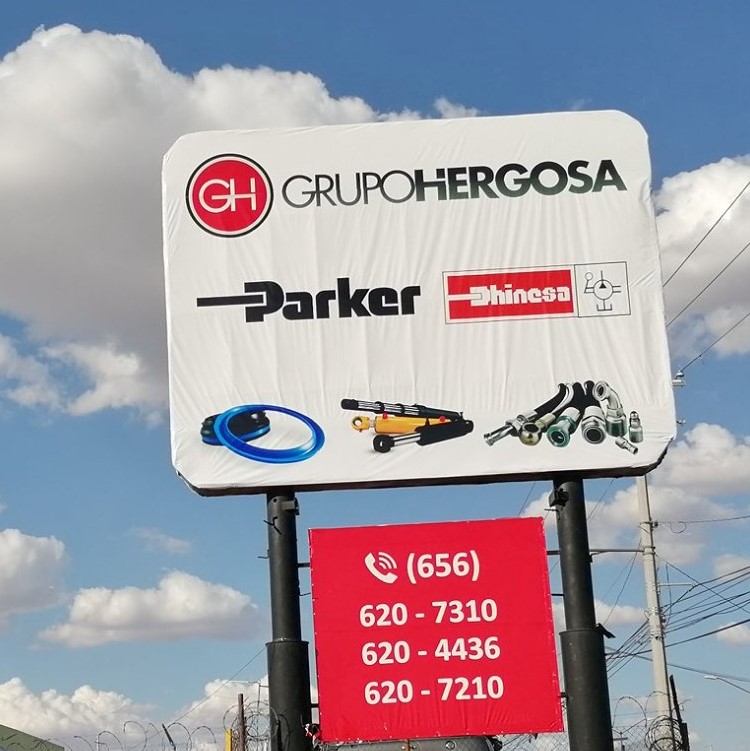 GH GRUPOHERGOSA
Parker Dhinesa
(656)
620 - 7310
620 - 4436
620 - 7210